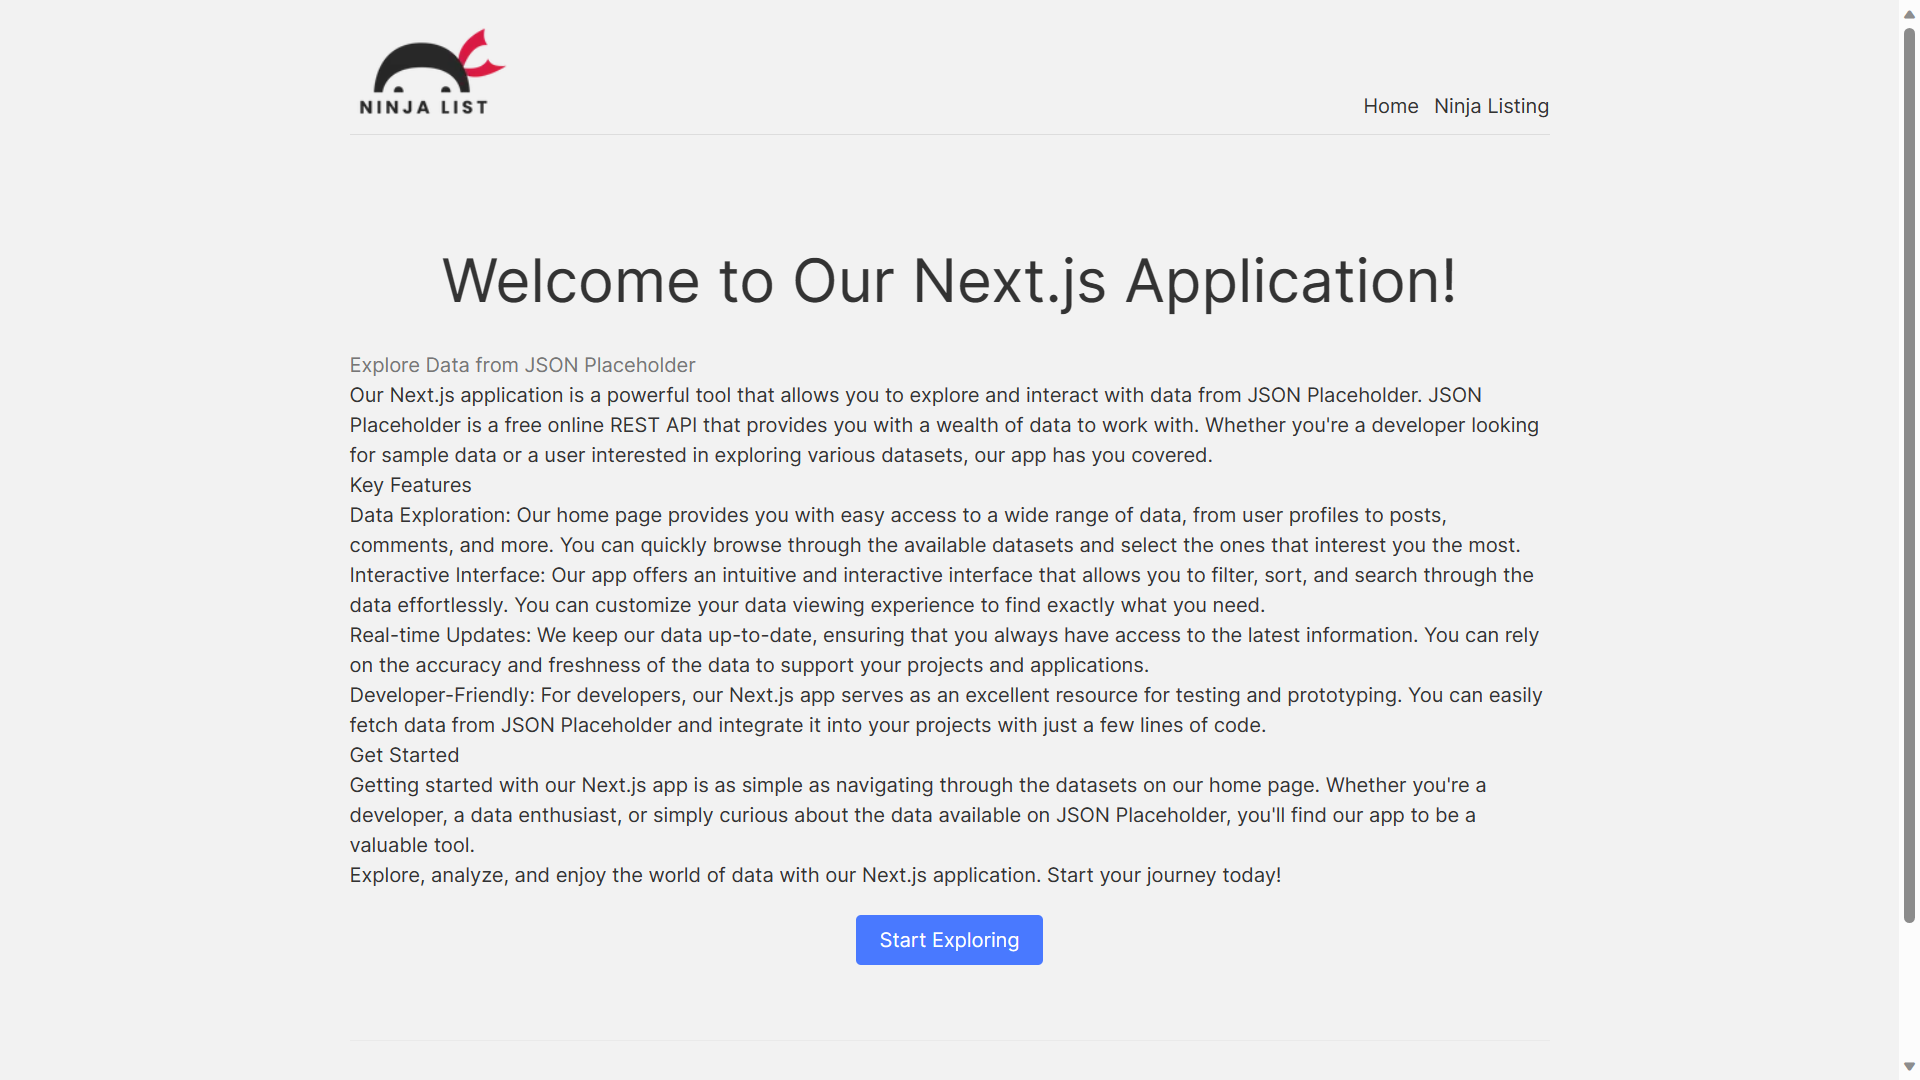 NINJA LIST
Home Ninja Listing
Welcome to Our Next.js Application!
Explore Data from JSON Placeholder
Our Next.js application is a powerful tool that allows you to explore and interact with data from JSON Placeholder. JSON
Placeholder is a free online REST API that provides you with a wealth of data to work with. Whether you're a developer looking
for sample data or a user interested in exploring various datasets, our app has you covered.
Key Features
Data Exploration: Our home page provides you with easy access to a wide range of data, from user profiles to posts,
comments, and more. You can quickly browse through the available datasets and select the ones that interest you the most.
Interactive Interface: Our app offers an intuitive and interactive interface that allows you to filter, sort, and search through the
data effortlessly. You can customize your data viewing experience to find exactly what you need.
Real-time Updates: We keep our data up-to-date, ensuring that you always have access to the latest information. You can rely
on the accuracy and freshness of the data to support your projects and applications.
Developer-Friendly: For developers, our Next.js app serves as an excellent resource for testing and prototyping. You can easily
fetch data from JSON Placeholder and integrate it into your projects with just a few lines of code.
Get Started
Getting started with our Next.js app is as simple as navigating through the datasets on our home page. Whether you're a
developer, a data enthusiast, or simply curious about the data available on JSON Placeholder, you'll find our app to be a
valuable tool.
Explore, analyze, and enjoy the world of data with our Next.js application. Start your journey today!
Start Exploring